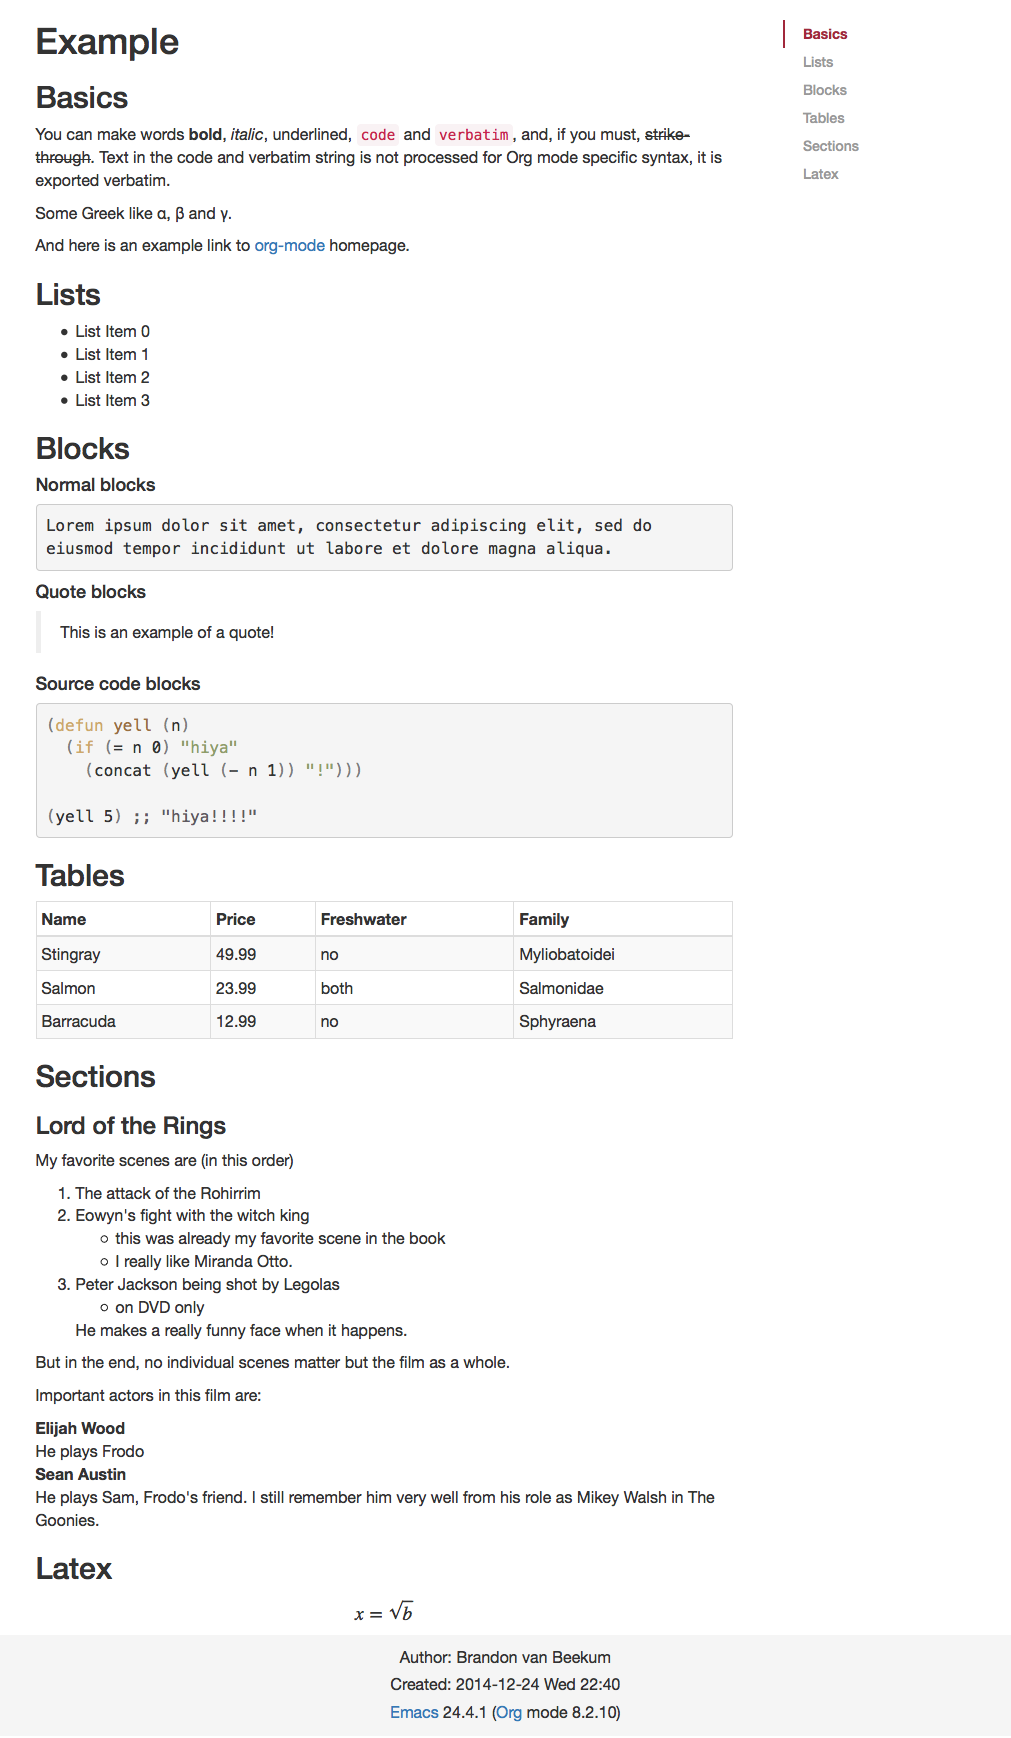 Example
Basics
You can make words bold, italic, underlined, code and verbatim, and, if you must, strike-
through. Text in the code and verbatim string is not processed for Org mode specific syntax, it is
exported verbatim.
Some Greek like α, β and γ.
And here is an example link to org-mode homepage.
Lists
• List Item 0
• List Item 1
• List Item 2
• List Item 3
Blocks
Normal blocks
Lorem ipsum dolor sit amet, consectetur adipiscing elit, sed do
eiusmod tempor incididunt ut labore et dolore magna aliqua.
Quote blocks
This is an example of a quote!
Source code blocks
(defun yell (n)
  (if (= n 0) "hiya"
    (concat (yell (- n 1)) "!")))
(yell 5) ;; "hiya!!!!"
Tables
Name Price Freshwater Family
Stingray 49.99 no Myliobatoidei
Salmon 23.99 both Salmonidae
Barracuda 12.99 no Sphyraena
Sections
Lord of the Rings
My favorite scenes are (in this order)
1. The attack of the Rohirrim
2. Eowyn's fight with the witch king
◦ this was already my favorite scene in the book
◦ I really like Miranda Otto.
3. Peter Jackson being shot by Legolas
◦ on DVD only
He makes a really funny face when it happens.
But in the end, no individual scenes matter but the film as a whole.
Important actors in this film are:
Elijah Wood
He plays Frodo
Sean Austin
He plays Sam, Frodo's friend. I still remember him very well from his role as Mikey Walsh in The
Goonies.
Latex
x = √b
Author: Brandon van Beekum
Created: 2014-12-24 Wed 22:40
Emacs 24.4.1 (Org mode 8.2.10)
Basics
Lists
Blocks
Tables
Sections
Latex